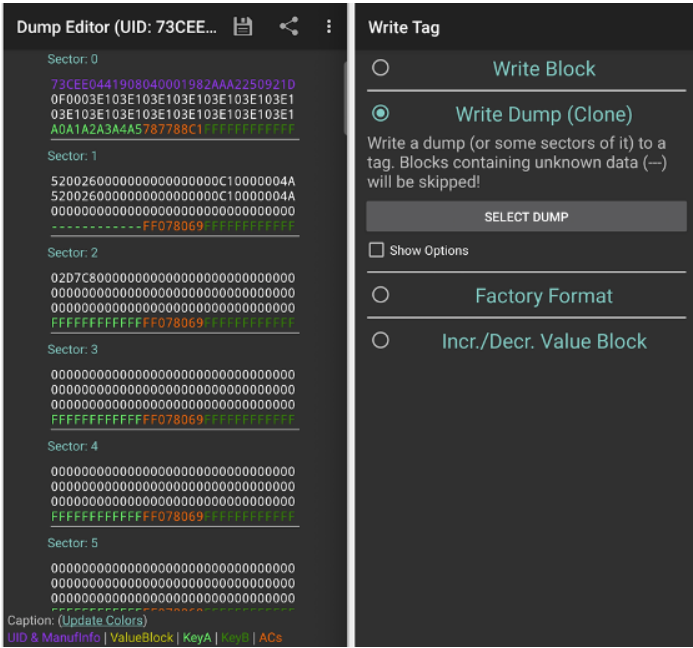 Dump Editor (UID: 73CEE...
Sector: 0
73CEE0441908040001982AAA2250921D
0F0003E103E103E103E103E103E103E1
03E103E103E103E103E103E103E103E1
A0A1A2A3A4A5787788C1FFFFFFFFFFFF
Sector: 1
5200260000000000000000C10000004A
5200260000000000000000C10000004A
00000000000000000000000000000000
------------FF078069FFFFFFFFFFFF
Sector: 2
02D7C800000000000000000000000000
00000000000000000000000000000000
00000000000000000000000000000000
FFFFFFFFFFFFFF078069FFFFFFFFFFFF
Sector: 3
00000000000000000000000000000000
00000000000000000000000000000000
00000000000000000000000000000000
FFFFFFFFFFFFFF078069FFFFFFFFFFFF
Sector: 4
00000000000000000000000000000000
00000000000000000000000000000000
00000000000000000000000000000000
FFFFFFFFFFFFFF078069FFFFFFFFFFFF
Sector: 5
00000000000000000000000000000000
00000000000000000000000000000000
00000000000000000000000000000000
Caption: (Update Colors)
UID & ManufInfo | ValueBlock | KeyA | KeyB | ACs
Write Tag
Write Block
Write Dump (Clone)
Write a dump (or some sectors of it) to a
tag. Blocks containing unknown data (---)
will be skipped!
SELECT DUMP
Show Options
Factory Format
Incr./Decr. Value Block